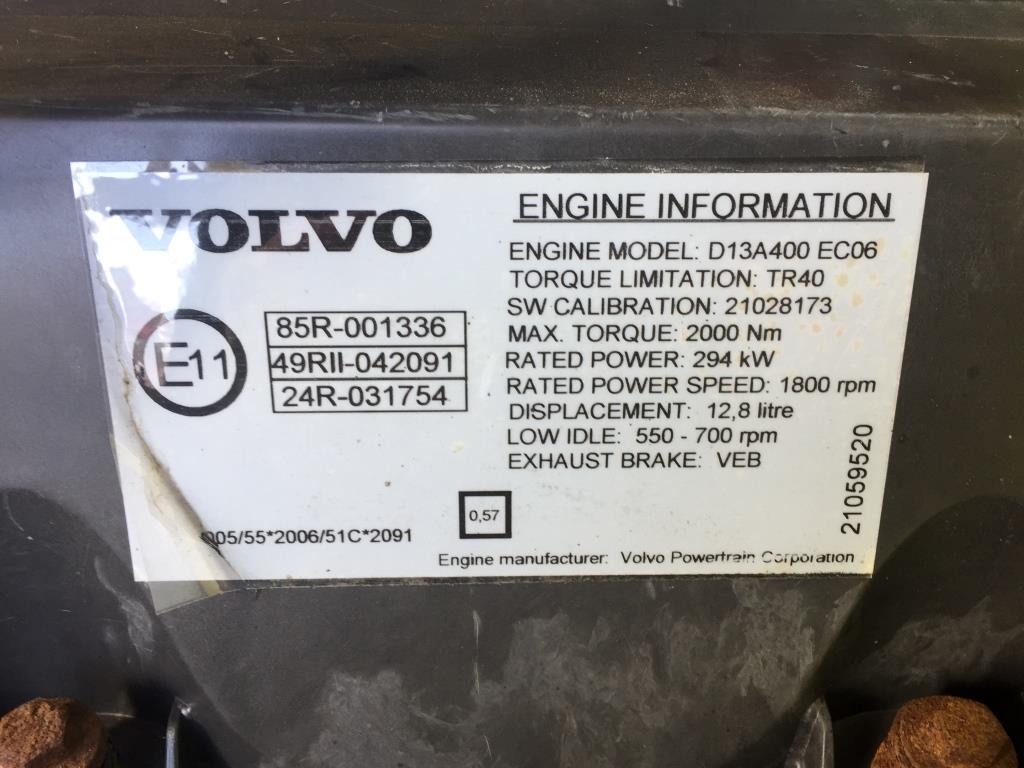 VOLVO
E11
85R-001336
49RII-042091
24R-031754
ENGINE INFORMATION
ENGINE MODEL: D13A400 EC06
TORQUE LIMITATION: TR40
SW CALIBRATION: 21028173
MAX. TORQUE: 2000 Nm
RATED POWER: 294 kW
RATED POWER SPEED: 1800 rpm
DISPLACEMENT: 12,8 litre
LOW IDLE: 550 - 700 rpm
EXHAUST BRAKE: VEB
21059520
0,57
005/55*2006/51C*2091
Engine manufacturer: Volvo Powertrain Corporation